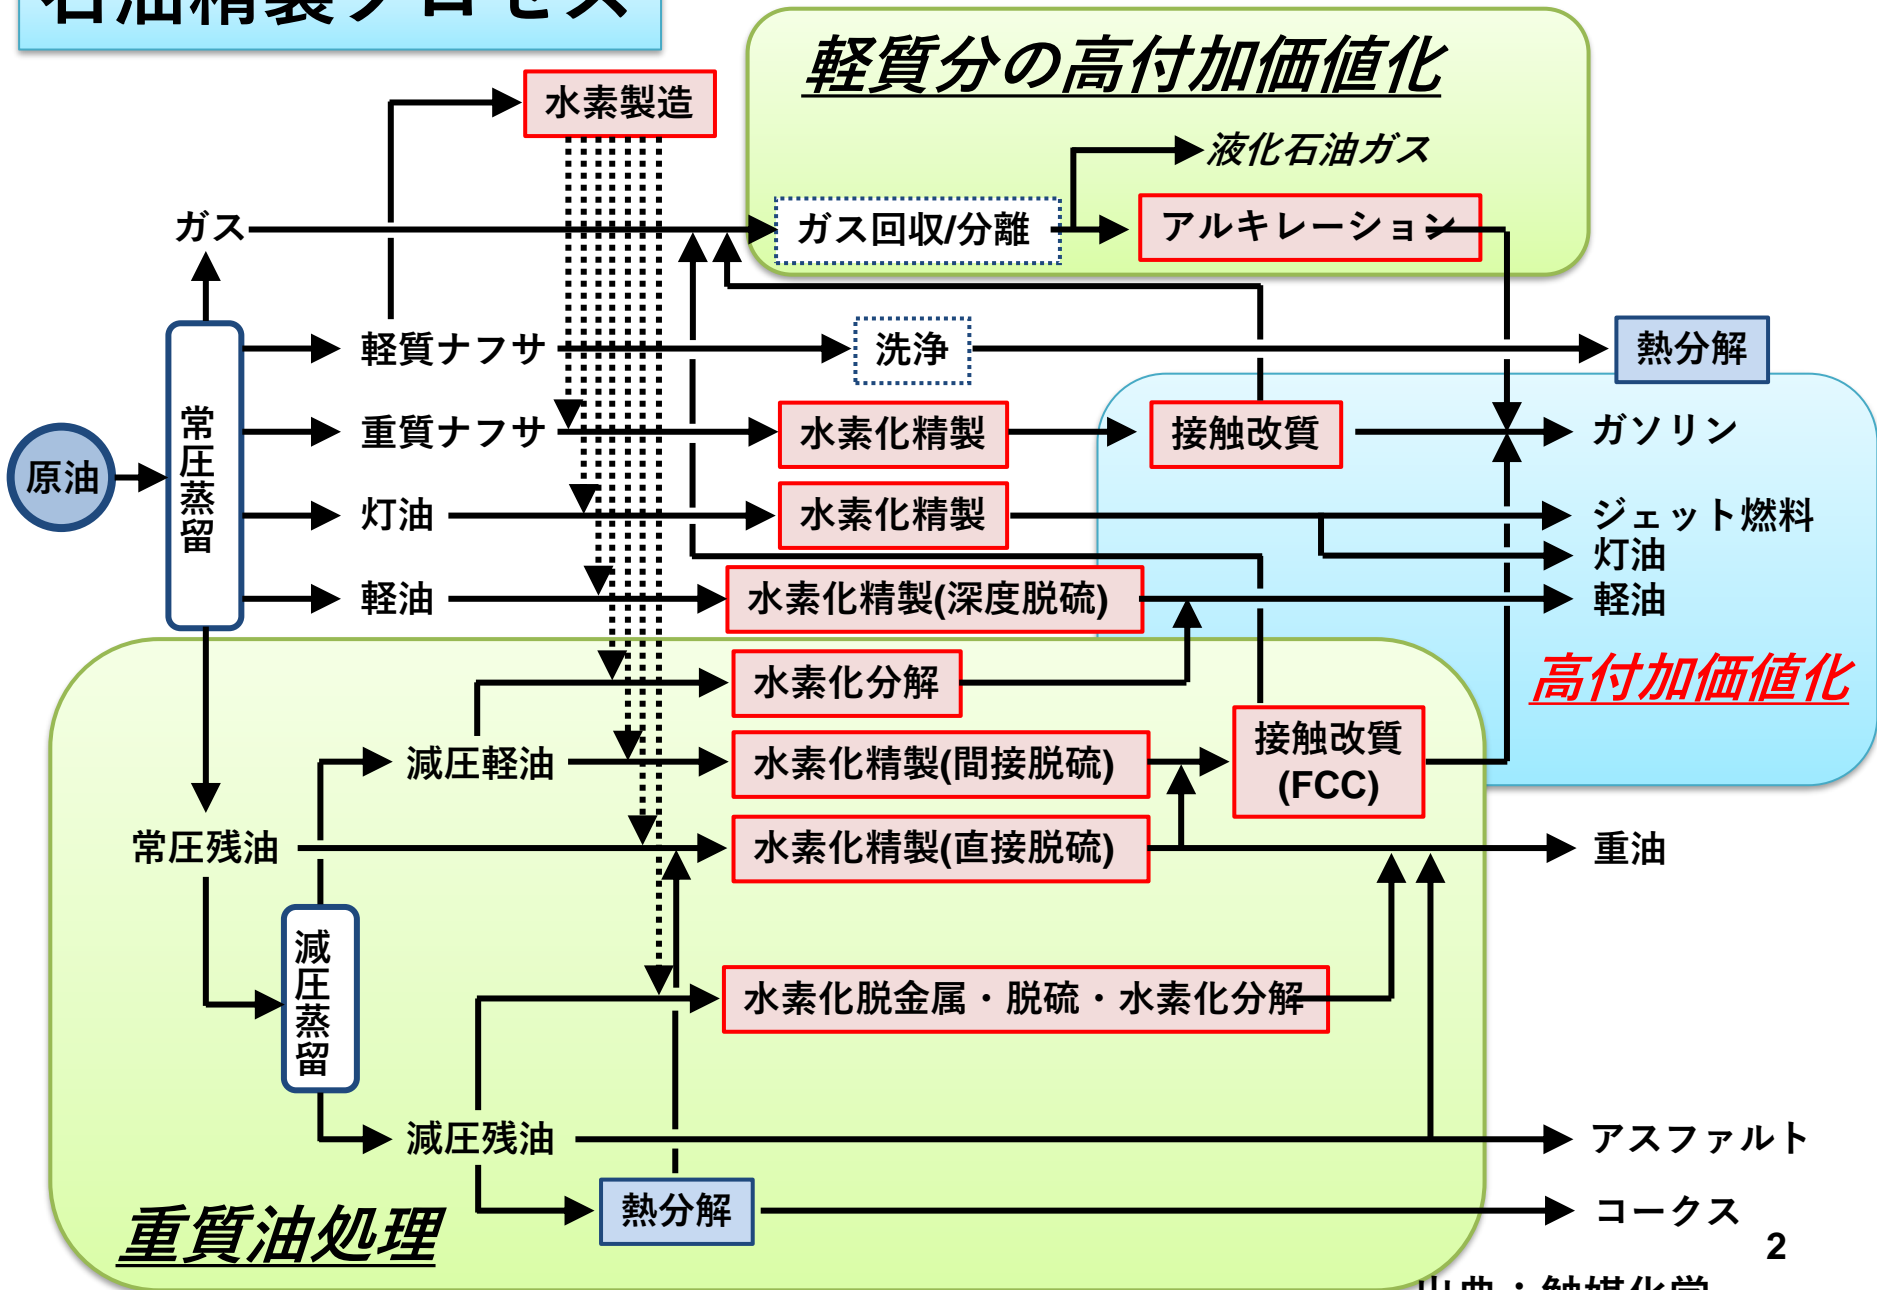 石油精製プロセス
軽質分の高付加価値化
水素製造
液化石油ガス
ガス
ガス回収/分離
アルキレーション
軽質ナフサ
洗浄
熱分解
原油
常圧蒸留
重質ナフサ
水素化精製
接触改質
ガソリン
灯油
水素化精製
ジェット燃料
灯油
軽油
水素化精製(深度脱硫)
軽油
高付加価値化
水素化分解
減圧軽油
水素化精製(間接脱硫)
接触改質
(FCC)
常圧残油
水素化精製(直接脱硫)
重油
減圧蒸留
水素化脱金属・脱硫・水素化分解
減圧残油
アスファルト
熱分解
コークス
重質油処理
2
出典：触媒化学